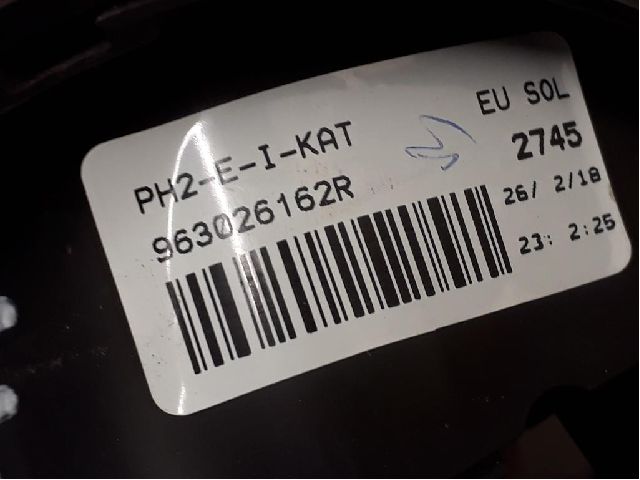 EU SOL
PH2-E-I-KAT
2745
963026162R
26/ 2/18
23: 2:25